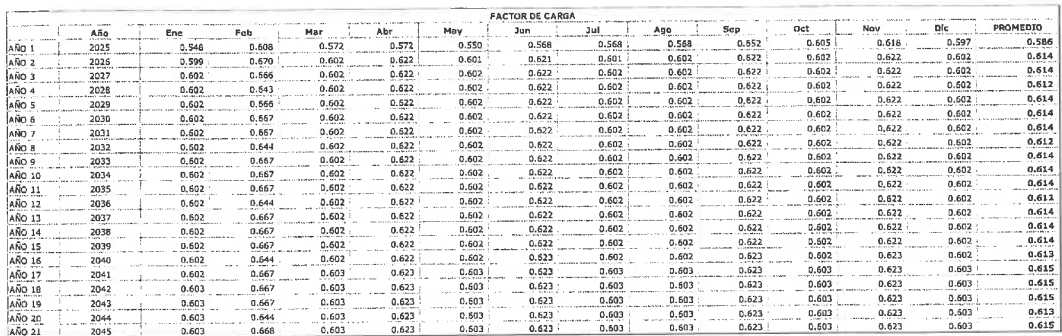 FACTOR DE CARGA
Año Ene Feb Mar Abr May Jun Jul Ago Sep Oct Nov Dic PROMEDIO
AÑO 1 2025 0.546 0.608 0.572 0.572 0.550 0.568 0.568 0.568 0.552 0.605 0.618 0.597 0.586
AÑO 2 2026 0.599 0.670 0.602 0.622 0.601 0.621 0.601 0.602 0.622 0.602 0.622 0.602 0.614
AÑO 3 2027 0.602 0.666 0.602 0.622 0.602 0.622 0.602 0.602 0.622 0.602 0.622 0.602 0.614
AÑO 4 2028 0.602 0.643 0.602 0.622 0.602 0.622 0.602 0.602 0.622 0.602 0.622 0.602 0.612
AÑO 5 2029 0.602 0.666 0.602 0.622 0.602 0.622 0.602 0.602 0.622 0.602 0.622 0.602 0.614
AÑO 6 2030 0.602 0.667 0.602 0.622 0.602 0.622 0.602 0.602 0.622 0.602 0.622 0.602 0.614
AÑO 7 2031 0.602 0.667 0.602 0.622 0.602 0.622 0.602 0.602 0.622 0.602 0.622 0.602 0.614
AÑO 8 2032 0.602 0.644 0.602 0.622 0.602 0.622 0.602 0.602 0.622 0.602 0.622 0.602 0.612
AÑO 9 2033 0.602 0.667 0.602 0.622 0.602 0.622 0.602 0.602 0.622 0.602 0.622 0.602 0.614
AÑO 10 2034 0.602 0.667 0.602 0.622 0.602 0.622 0.602 0.602 0.622 0.602 0.622 0.602 0.614
AÑO 11 2035 0.602 0.667 0.602 0.622 0.602 0.622 0.602 0.602 0.622 0.602 0.622 0.602 0.614
AÑO 12 2036 0.602 0.644 0.602 0.622 0.602 0.622 0.602 0.602 0.622 0.602 0.622 0.602 0.612
AÑO 13 2037 0.602 0.667 0.602 0.622 0.602 0.622 0.602 0.602 0.622 0.602 0.622 0.602 0.614
AÑO 14 2038 0.602 0.667 0.602 0.622 0.602 0.622 0.602 0.602 0.622 0.602 0.622 0.602 0.614
AÑO 15 2039 0.602 0.667 0.602 0.622 0.602 0.622 0.602 0.602 0.622 0.602 0.622 0.602 0.614
AÑO 16 2040 0.602 0.644 0.602 0.622 0.602 0.623 0.602 0.602 0.623 0.602 0.623 0.602 0.613
AÑO 17 2041 0.602 0.667 0.603 0.623 0.603 0.623 0.603 0.603 0.623 0.603 0.623 0.603 0.615
AÑO 18 2042 0.603 0.667 0.603 0.623 0.603 0.623 0.603 0.603 0.623 0.603 0.623 0.603 0.615
AÑO 19 2043 0.603 0.667 0.603 0.623 0.603 0.623 0.603 0.603 0.623 0.603 0.623 0.603 0.615
AÑO 20 2044 0.603 0.644 0.603 0.623 0.603 0.623 0.603 0.603 0.623 0.603 0.623 0.603 0.613
AÑO 21 2045 0.603 0.668 0.603 0.623 0.603 0.623 0.603 0.603 0.623 0.603 0.623 0.603 0.615